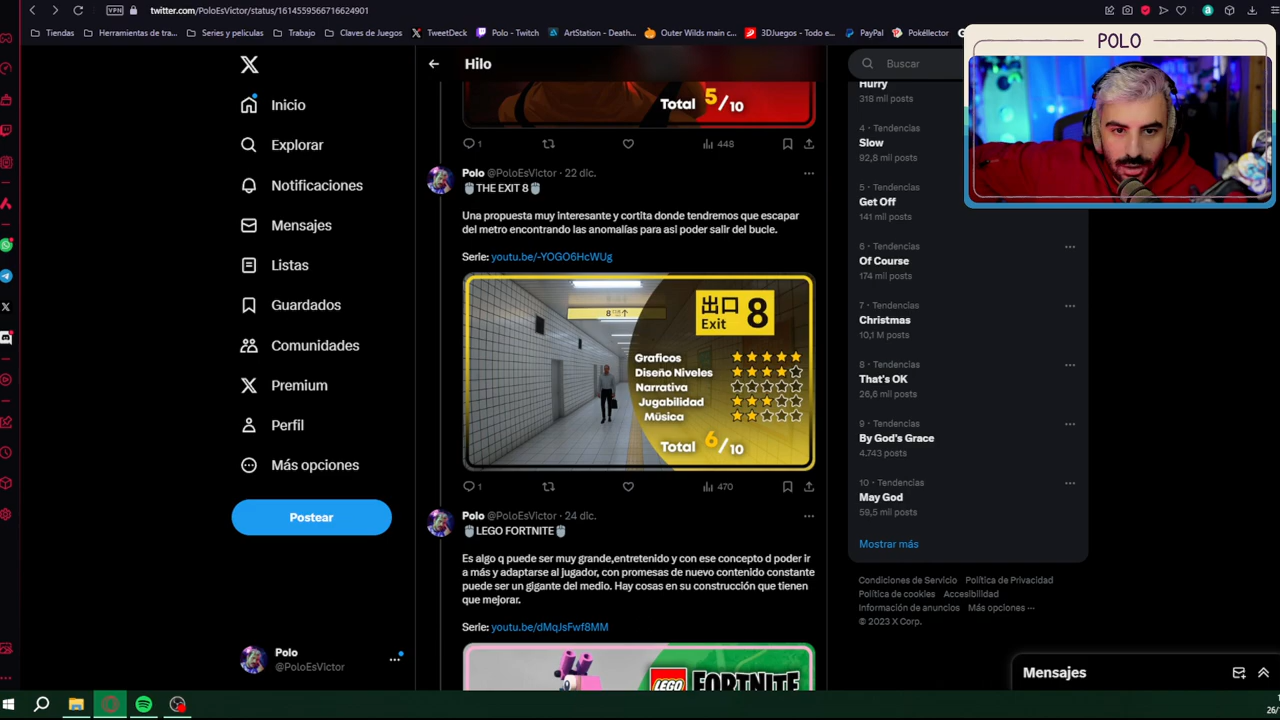 twitter.com/PoloEsVictor/status/1614559566716624901
VPN
Tiendas
Herramientas de tra...
Series y peliculas
Trabajo
Claves de Juegos
TweetDeck
Polo - Twitch
ArtStation - Death...
Outer Wilds main c...
3DJuegos - Todo e...
PayPal
Pokéllector
POLO
Inicio
Explorar
Notificaciones
Mensajes
Listas
Guardados
Comunidades
Premium
Perfil
Más opciones
Postear
Polo
@PoloEsVictor
Hilo
Total 5/10
1
448
Polo @PoloEsVictor · 22 dic.
THE EXIT 8
Una propuesta muy interesante y cortita donde tendremos que escapar
del metro encontrando las anomalías para asi poder salir del bucle.
Serie: youtu.be/-YOGO6HcWUg
出口
Exit 8
Graficos
Diseño Niveles
Narrativa
Jugabilidad
Música
Total 6/10
1
470
Polo @PoloEsVictor · 24 dic.
LEGO FORTNITE
Es algo q puede ser muy grande,entretenido y con ese concepto d poder ir
a más y adaptarse al jugador, con promesas de nuevo contenido constante
puede ser un gigante del medio. Hay cosas en su construcción que tienen
que mejorar.
Serie: youtu.be/dMqJsFwf8MM
LEGO FORTNITE
Buscar
Hurry
318 mil posts
4 · Tendencias
Slow
92,8 mil posts
5 · Tendencias
Get Off
141 mil posts
6 · Tendencias
Of Course
174 mil posts
7 · Tendencias
Christmas
10,1 M posts
8 · Tendencias
That's OK
26,6 mil posts
9 · Tendencias
By God's Grace
4.743 posts
10 · Tendencias
May God
59,5 mil posts
Mostrar más
Condiciones de Servicio Política de Privacidad
Política de cookies Accesibilidad
Información de anuncios Más opciones ···
© 2023 X Corp.
Mensajes